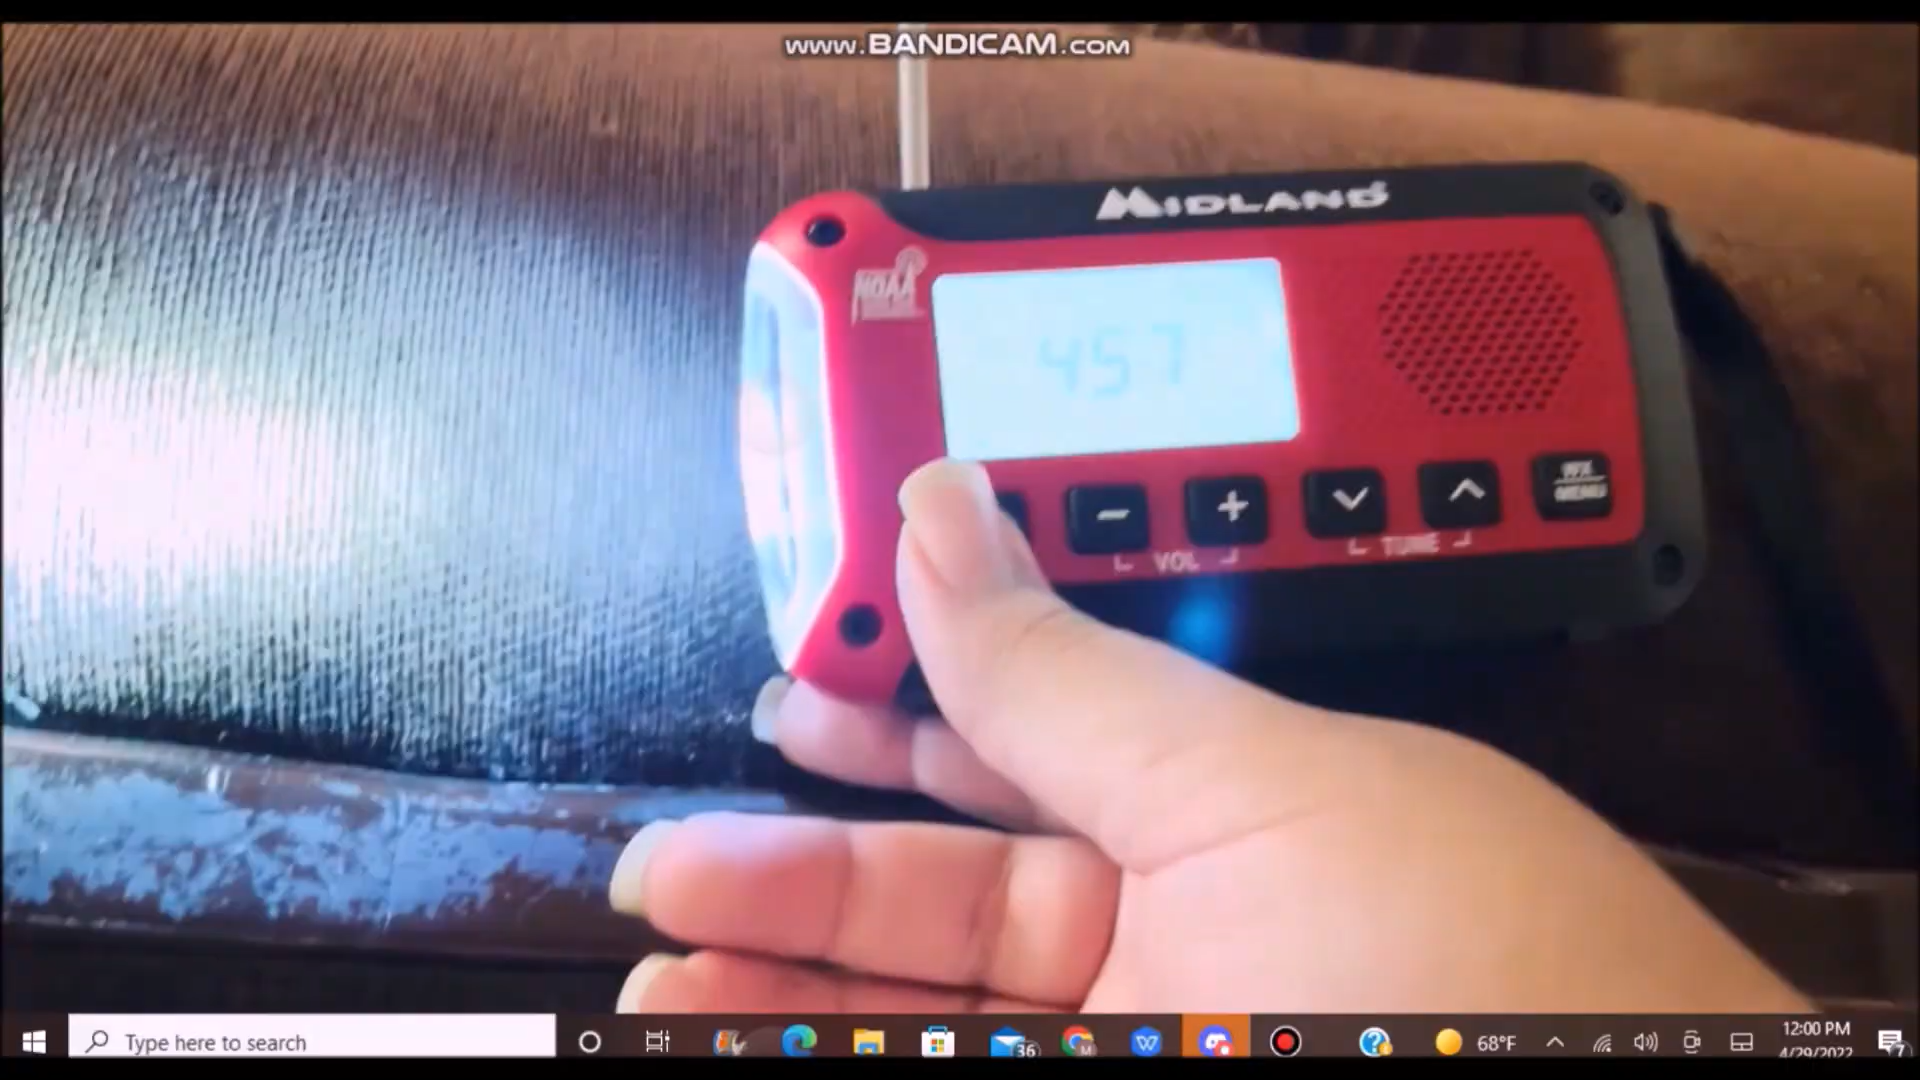 www.BANDICAM.com
MIDLAND
NOAA
457
VOL
TUNE
WX
MENU
Type here to search
36
M
W
68°F
12:00 PM
4/29/2022
7